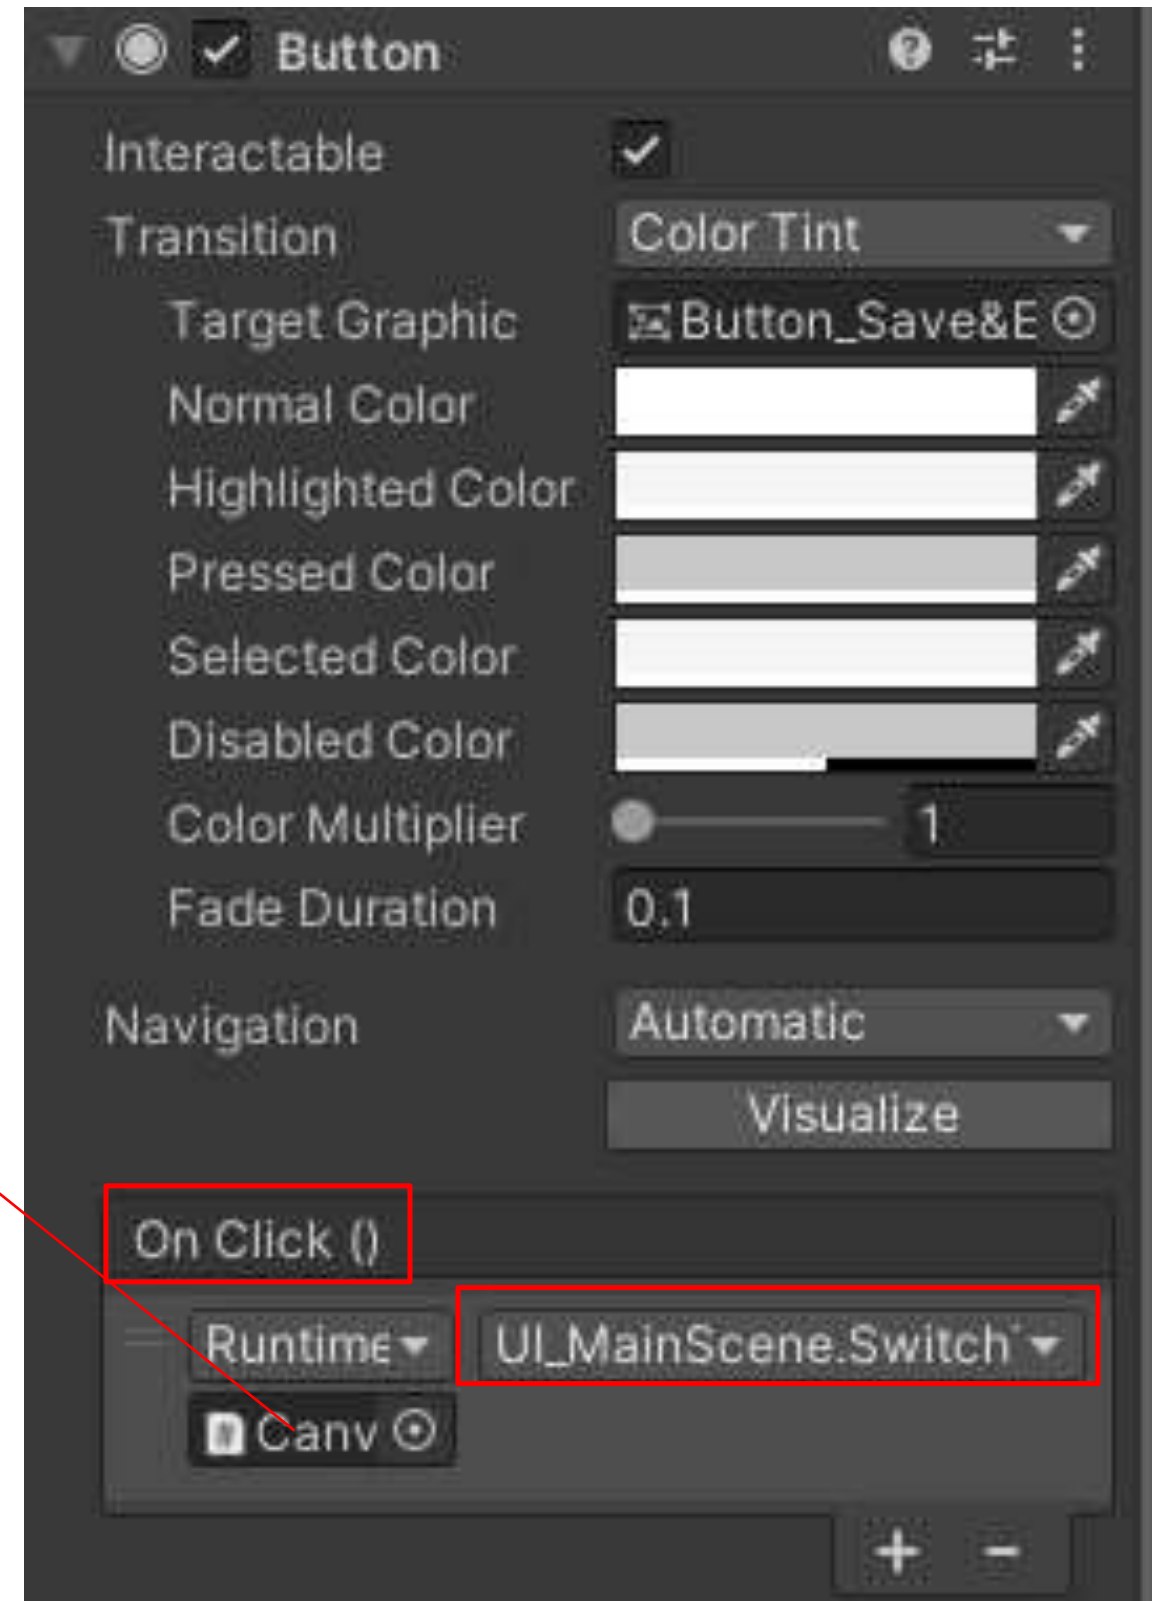 Button
Interactable
Transition Color Tint
Target Graphic Button_Save&E
Normal Color
Highlighted Color
Pressed Color
Selected Color
Disabled Color
Color Multiplier 1
Fade Duration 0.1
Navigation Automatic
Visualize
On Click ()
Runtime UI_MainScene.Switch
Canv